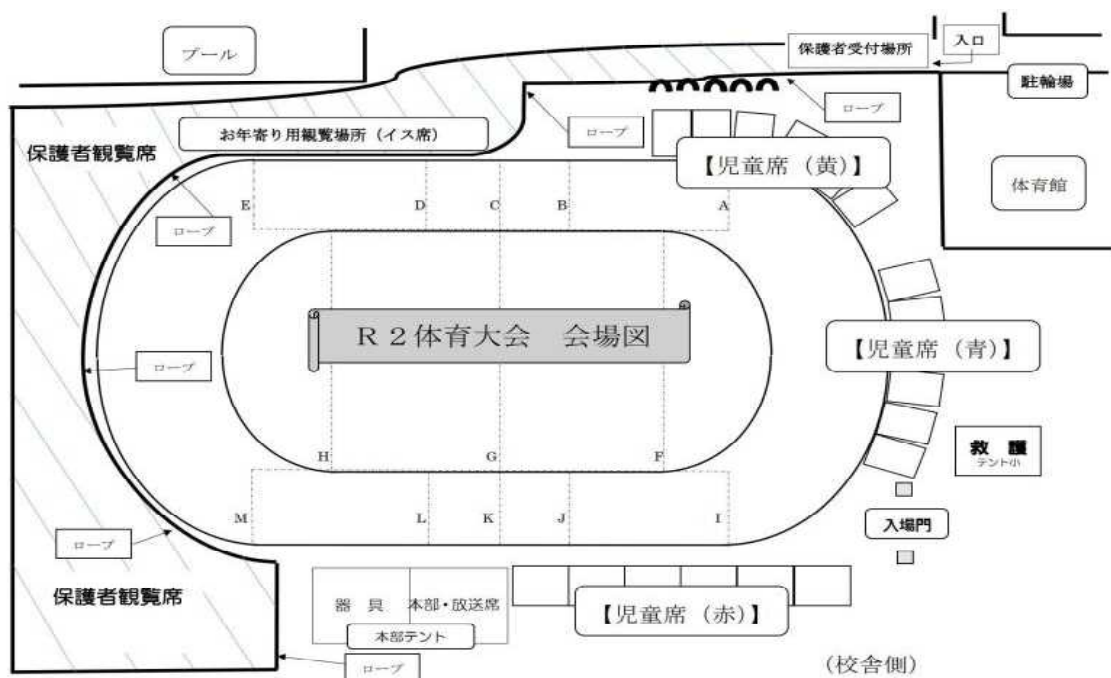 プール
保護者受付場所
入口
駐輪場
ロープ
ロープ
お年寄り用観覧場所（イス席）
保護者観覧席
【児童席（黄）】
体育館
E
D
C
B
A
ロープ
R２体育大会　会場図
【児童席（青）】
ロープ
H
G
F
救　護
テント小
M
L
K
J
I
入場門
ロープ
保護者観覧席
器　具
本部・放送席
【児童席（赤）】
本部テント
ロープ
（校舎側）